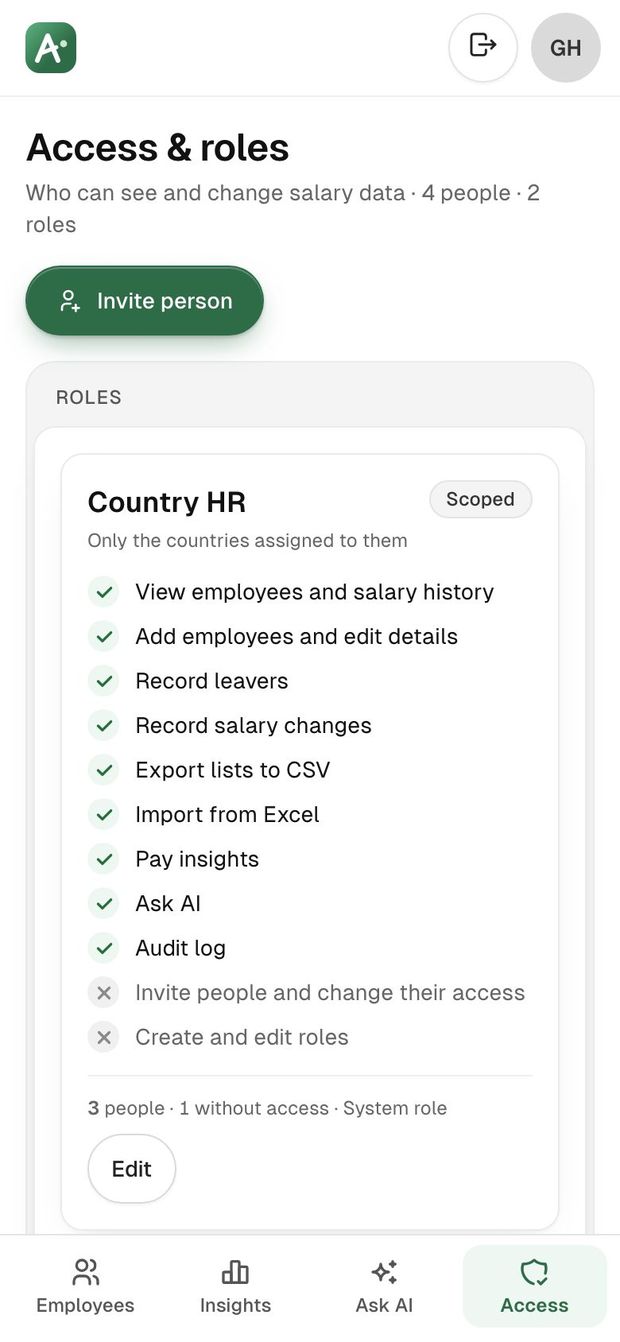 A
GH
Access & roles
Who can see and change salary data · 4 people · 2
roles
Invite person
ROLES
Country HR
Scoped
Only the countries assigned to them
View employees and salary history
Add employees and edit details
Record leavers
Record salary changes
Export lists to CSV
Import from Excel
Pay insights
Ask AI
Audit log
Invite people and change their access
Create and edit roles
3 people · 1 without access · System role
Edit
Employees
Insights
Ask AI
Access